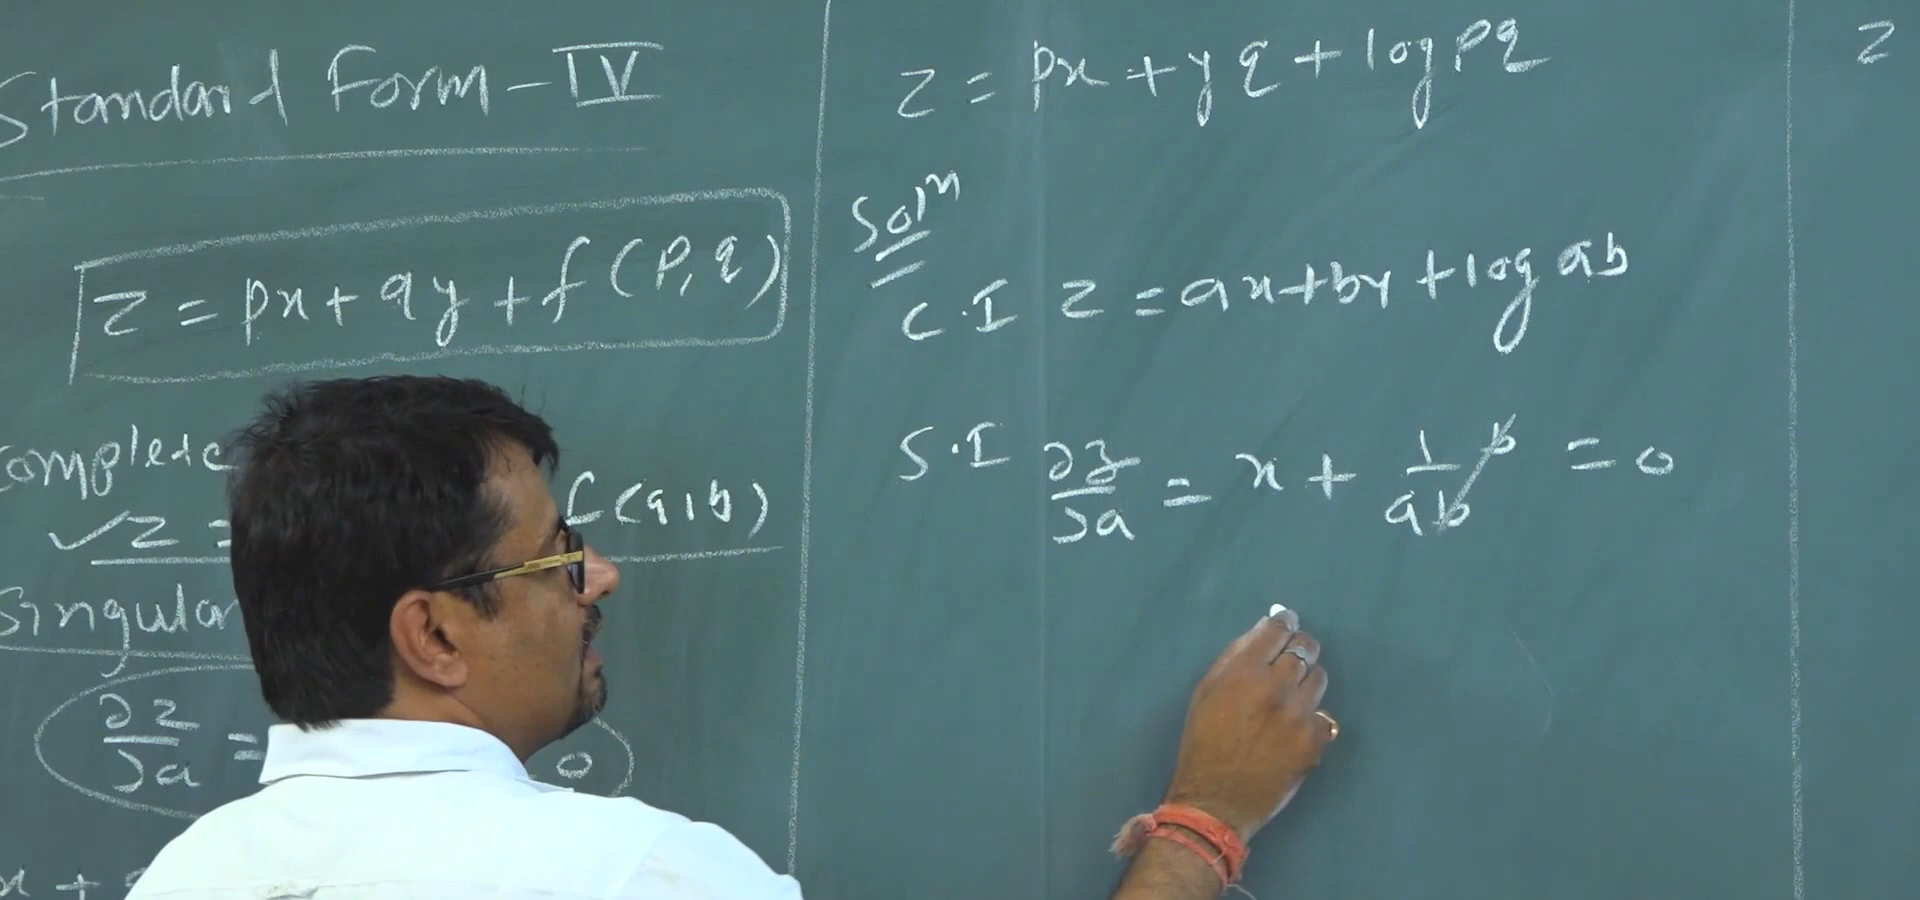 Standard Form - IV
z = px + qy + f(p,q)
complete
✓ z = f(a,b)
Singular
∂z/∂a = 0
x +
z = px + yq + log pq
Solⁿ
C.I z = ax + by + log ab
S.I ∂z/∂a = x + 1/ab b = 0
z